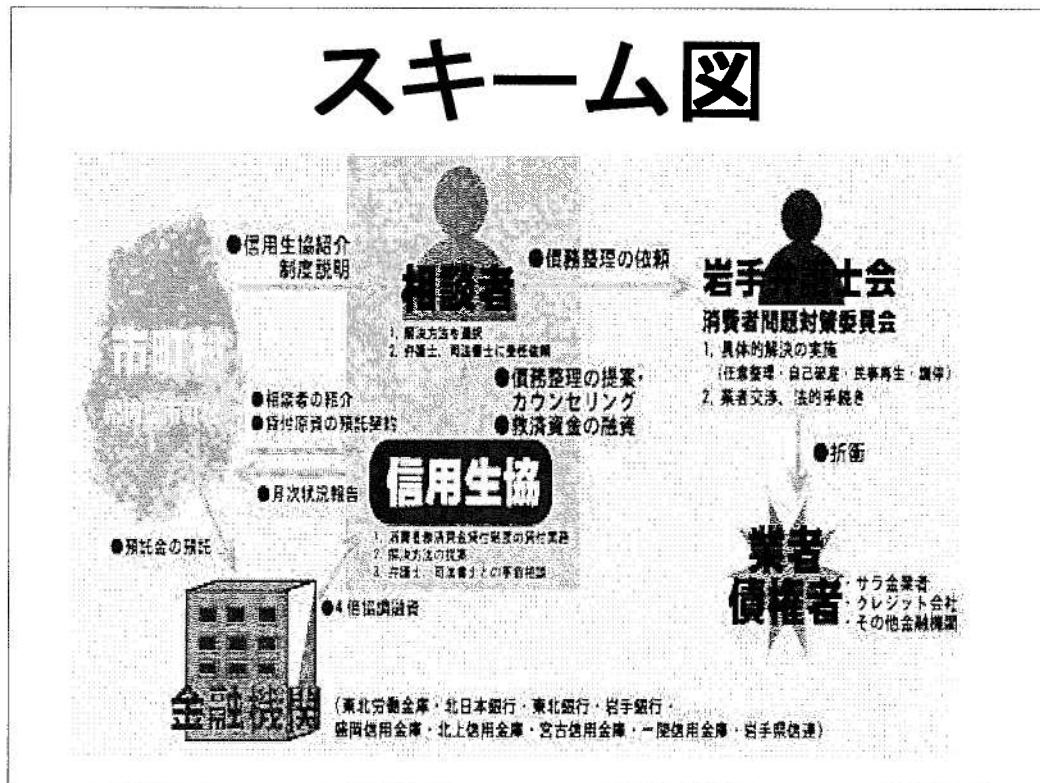 スキーム図
●信用生協紹介
制度説明
相談者
1. 解決方法を選択
2. 弁護士、司法書士に受任依頼
●債務整理の依頼
岩手弁護士会
消費者問題対策委員会
1. 具体的解決の実施
(任意整理・自己破産・民事再生・調停)
2. 業者交渉、法的手続き
市町村
●相談者の紹介
●貸付原資の預託契約
●債務整理の提案・
カウンセリング
●救済資金の融資
●折衝
●月次状況報告
信用生協
1. 消費者救済資金貸付制度の貸付業務
2. 解決方法の提案
3. 弁護士、司法書士との事前相談
●預託金の預託
●4倍協調融資
業者
債権者
・サラ金業者
・クレジット会社
・その他金融機関
金融機関
(東北労働金庫・北日本銀行・東北銀行・岩手銀行・
盛岡信用金庫・北上信用金庫・宮古信用金庫・一関信用金庫・岩手県信連)